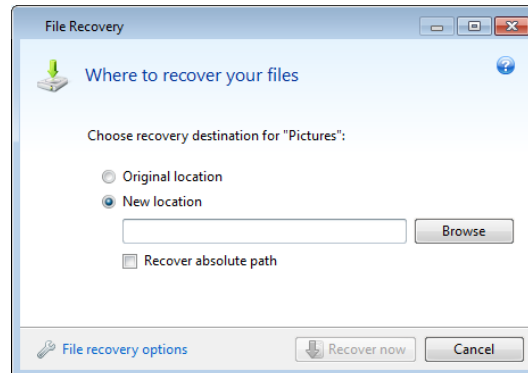 File Recovery
Where to recover your files
?
Choose recovery destination for "Pictures":
Original location
New location
Browse
Recover absolute path
File recovery options
Recover now
Cancel